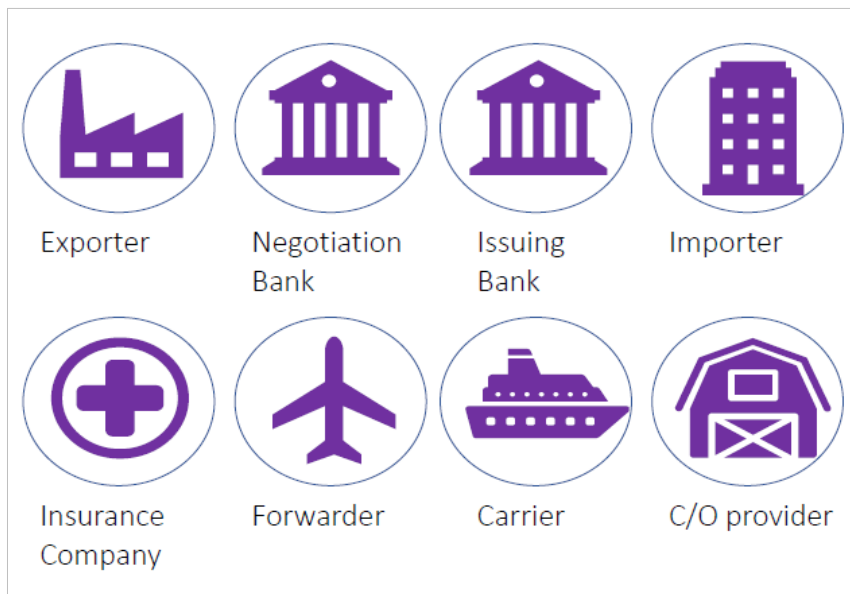 Exporter
Negotiation
Bank
Issuing
Bank
Importer
Insurance
Company
Forwarder
Carrier
C/O provider